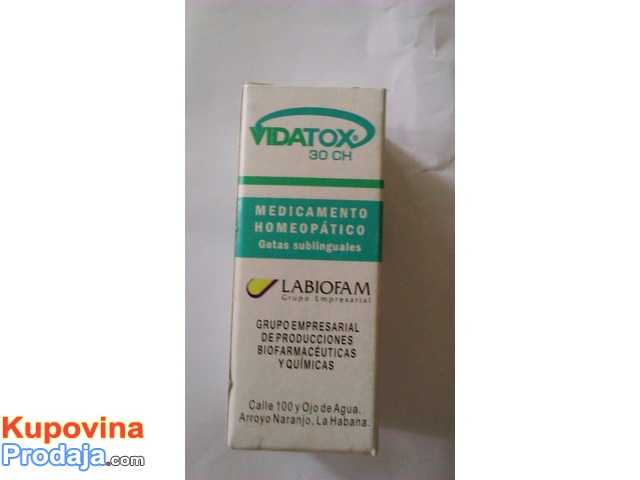 VIDATOX®
30 CH
MEDICAMENTO
HOMEOPÁTICO
Gotas sublinguales
LABIOFAM
Grupo Empresarial
GRUPO EMPRESARIAL
DE PRODUCCIONES
BIOFARMACÉUTICAS
Y QUÍMICAS
Calle 100 y Ojo de Agua.
Arroyo Naranjo, La Habana.
Kupovina
Prodaja.com